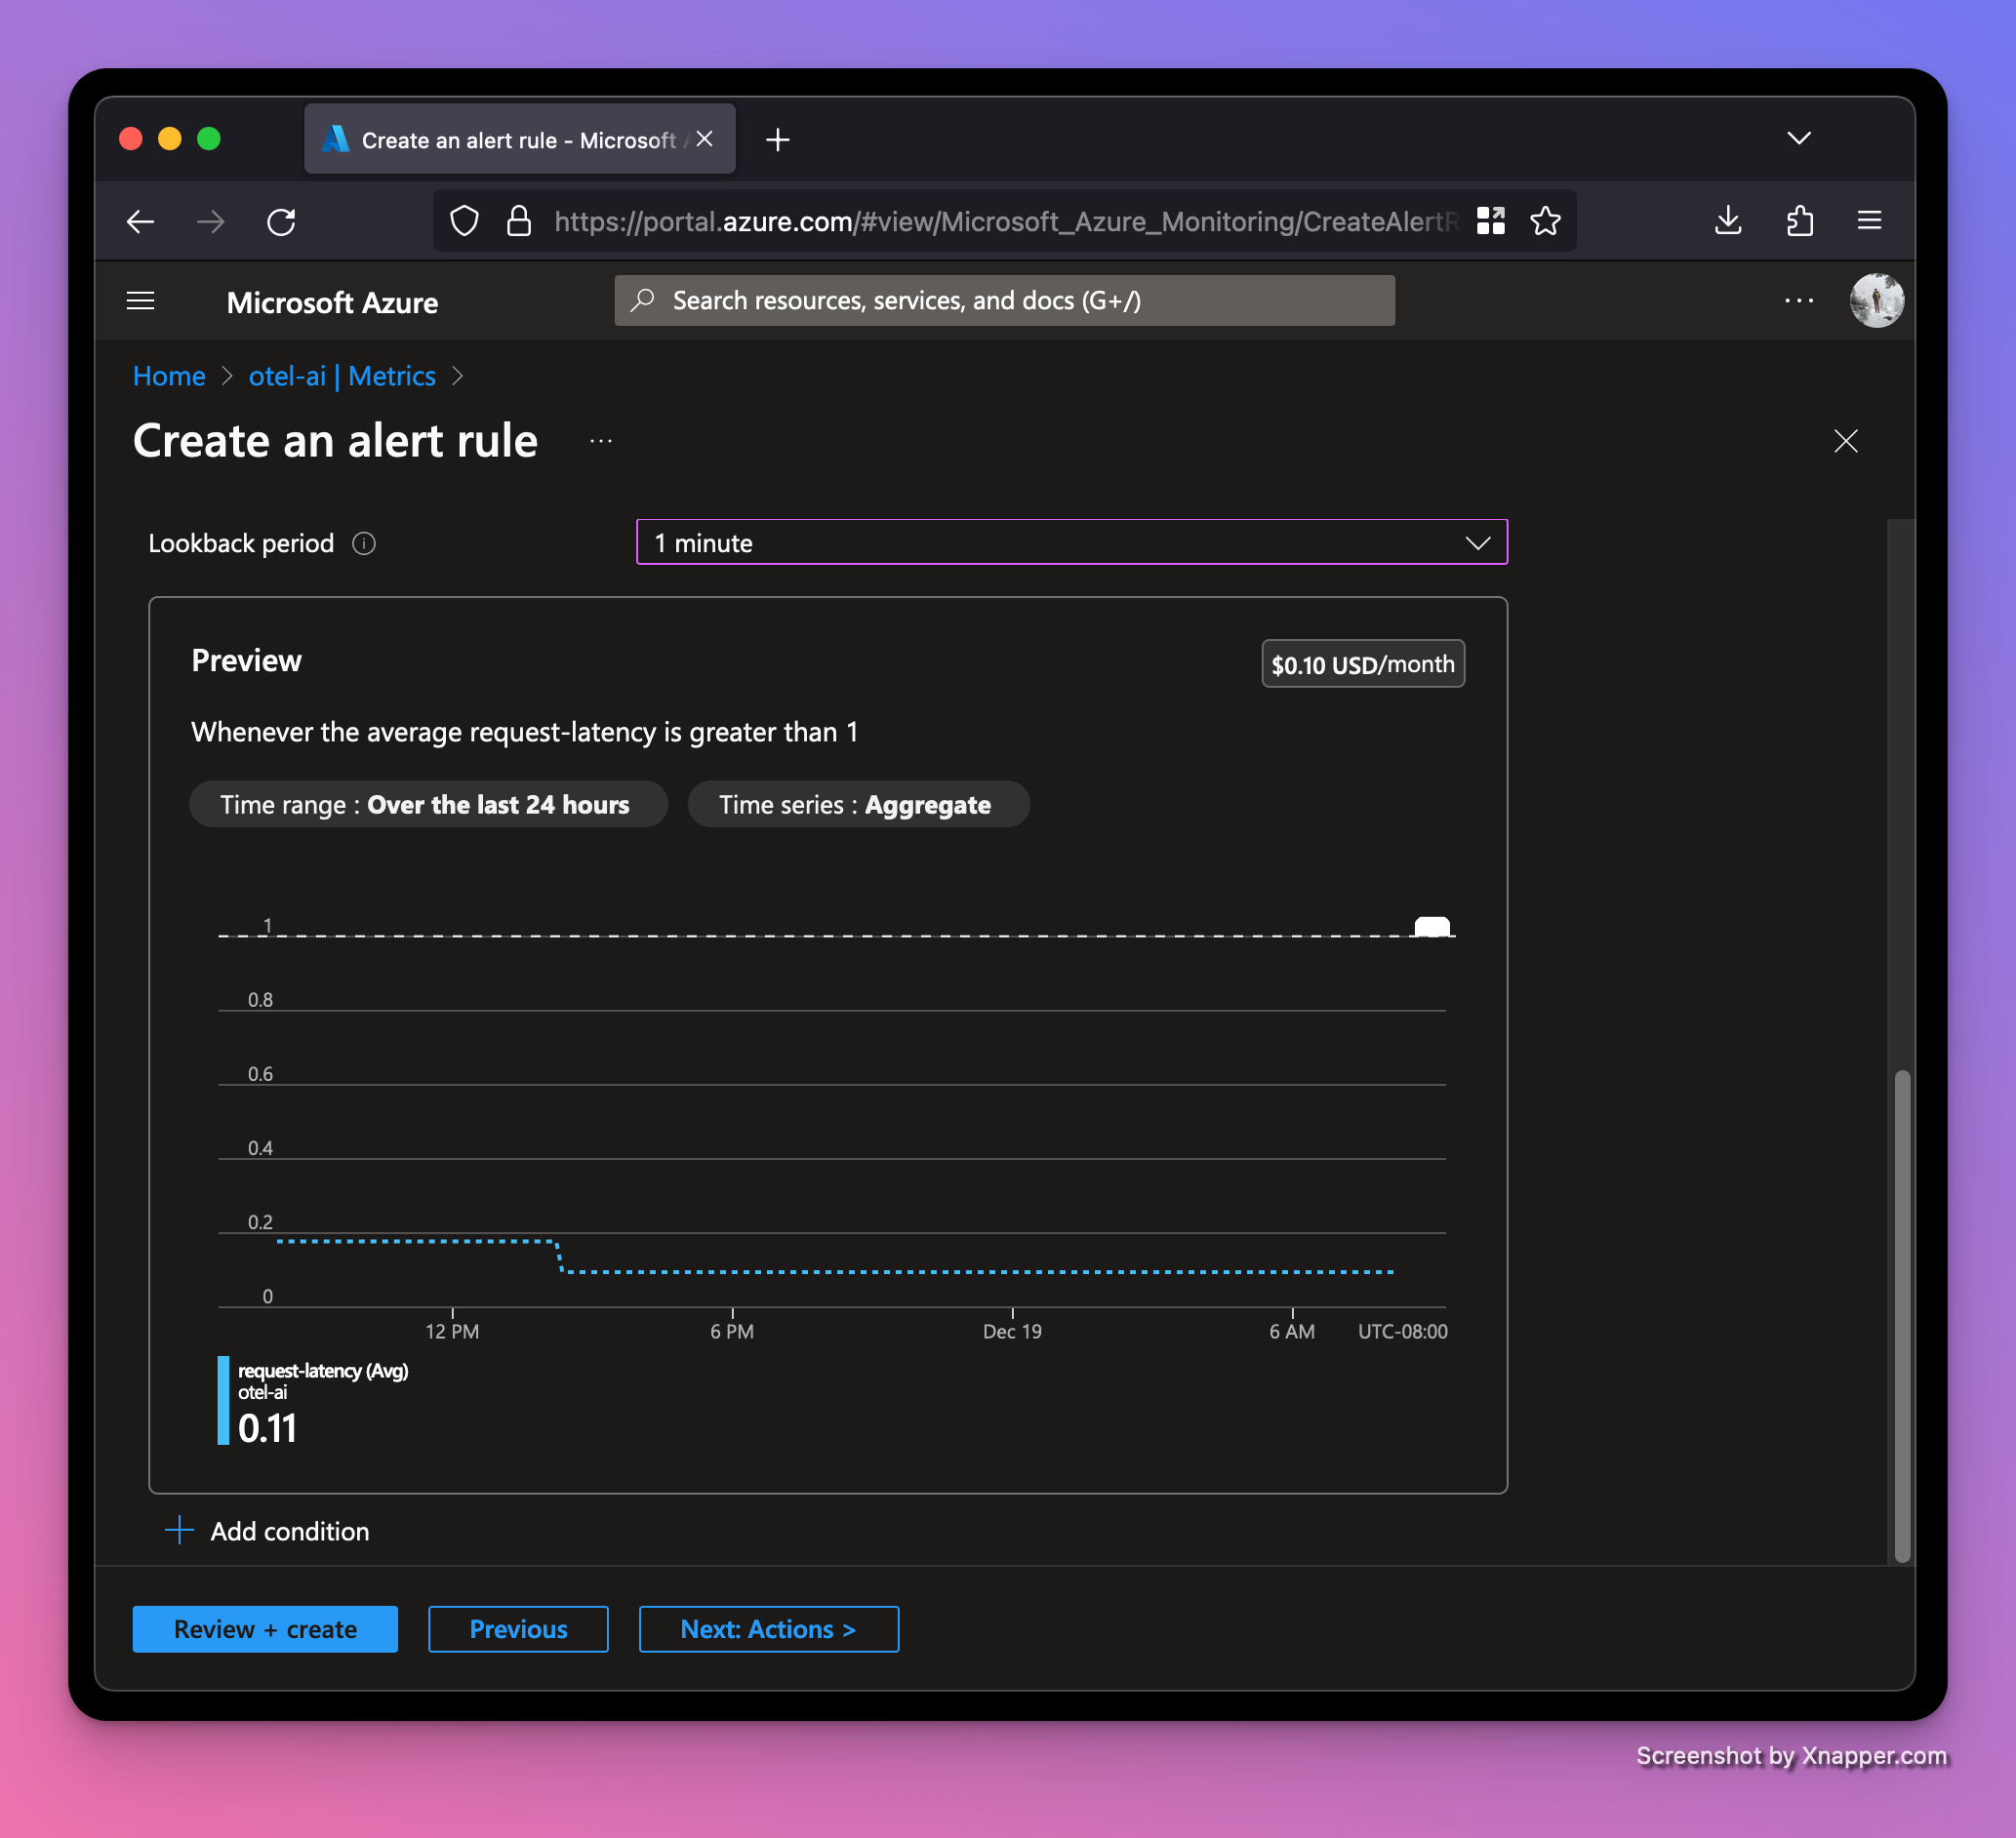 Create an alert rule - Microsoft
https://portal.azure.com/#view/Microsoft_Azure_Monitoring/CreateAlertR
Microsoft Azure
Search resources, services, and docs (G+/)
Home > otel-ai | Metrics >
Create an alert rule ...
Lookback period
1 minute
Preview
$0.10 USD/month
Whenever the average request-latency is greater than 1
Time range : Over the last 24 hours
Time series : Aggregate
1
0.8
0.6
0.4
0.2
0
12 PM
6 PM
Dec 19
6 AM
UTC-08:00
request-latency (Avg)
otel-ai
0.11
Add condition
Review + create
Previous
Next: Actions >
Screenshot by Xnapper.com